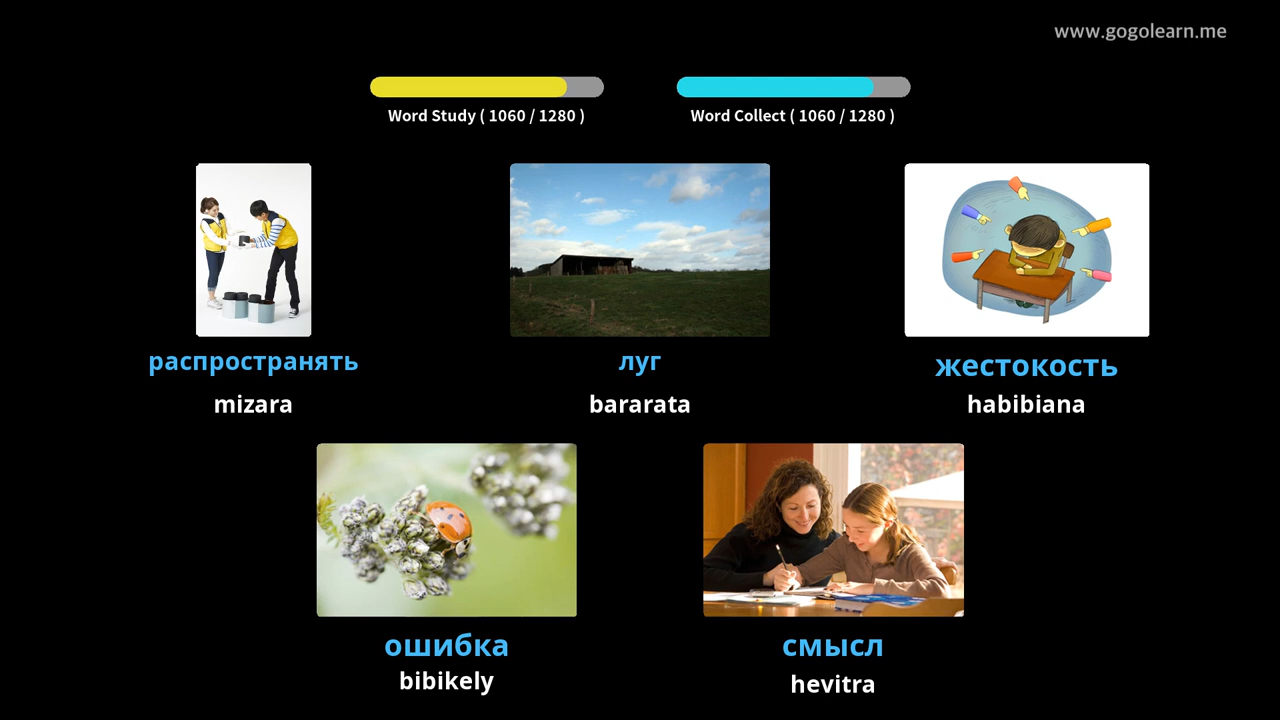 www.gogolearn.me
Word Study ( 1060 / 1280 )
Word Collect ( 1060 / 1280 )
распространять
mizara
луг
bararata
жестокость
habibiana
ошибка
bibikely
смысл
hevitra